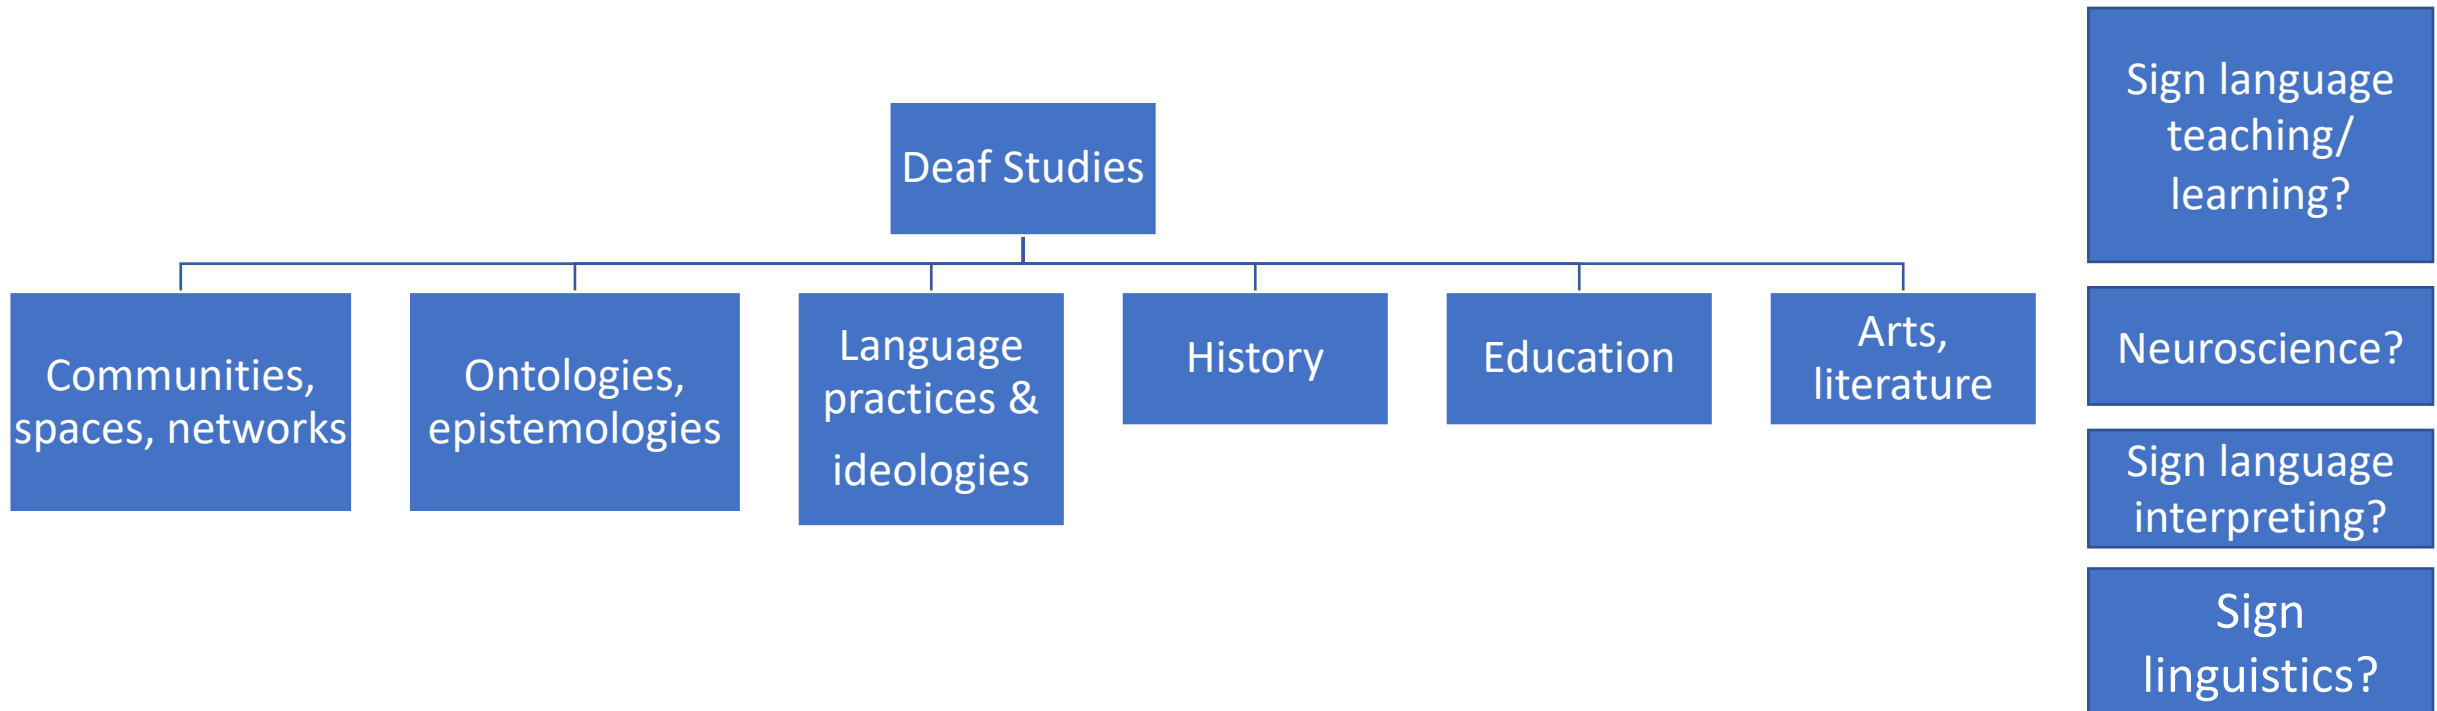 Deaf Studies
Communities,
spaces, networks
Ontologies,
epistemologies
Language
practices &
ideologies
History
Education
Arts,
literature
Sign language
teaching/
learning?
Neuroscience?
Sign language
interpreting?
Sign
linguistics?